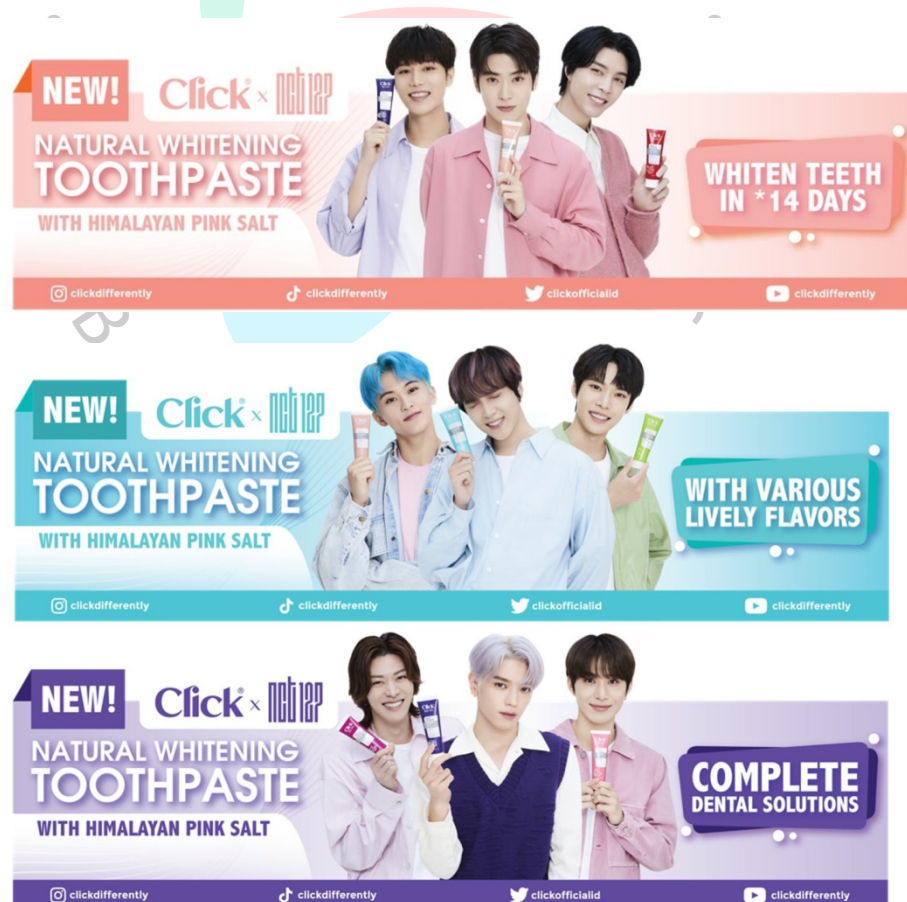 NEW!
Click® × nct 127
NATURAL WHITENING
TOOTHPASTE
WITH HIMALAYAN PINK SALT
WHITEN TEETH
IN *14 DAYS
clickdifferently
clickdifferently
clickofficialid
clickdifferently
NEW!
Click® × nct 127
NATURAL WHITENING
TOOTHPASTE
WITH HIMALAYAN PINK SALT
WITH VARIOUS
LIVELY FLAVORS
clickdifferently
clickdifferently
clickofficialid
clickdifferently
NEW!
Click® × nct 127
NATURAL WHITENING
TOOTHPASTE
WITH HIMALAYAN PINK SALT
COMPLETE
DENTAL SOLUTIONS
clickdifferently
clickdifferently
clickofficialid
clickdifferently